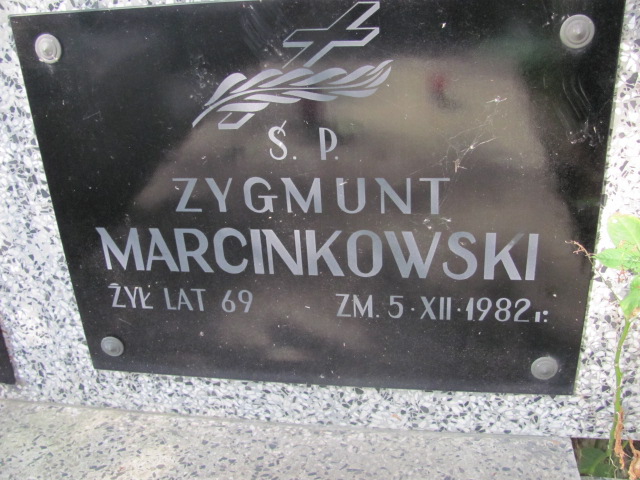 Ś. P.
ZYGMUNT
MARCINKOWSKI
ŻYŁ LAT 69 ZM. 5·XII·1982 r: